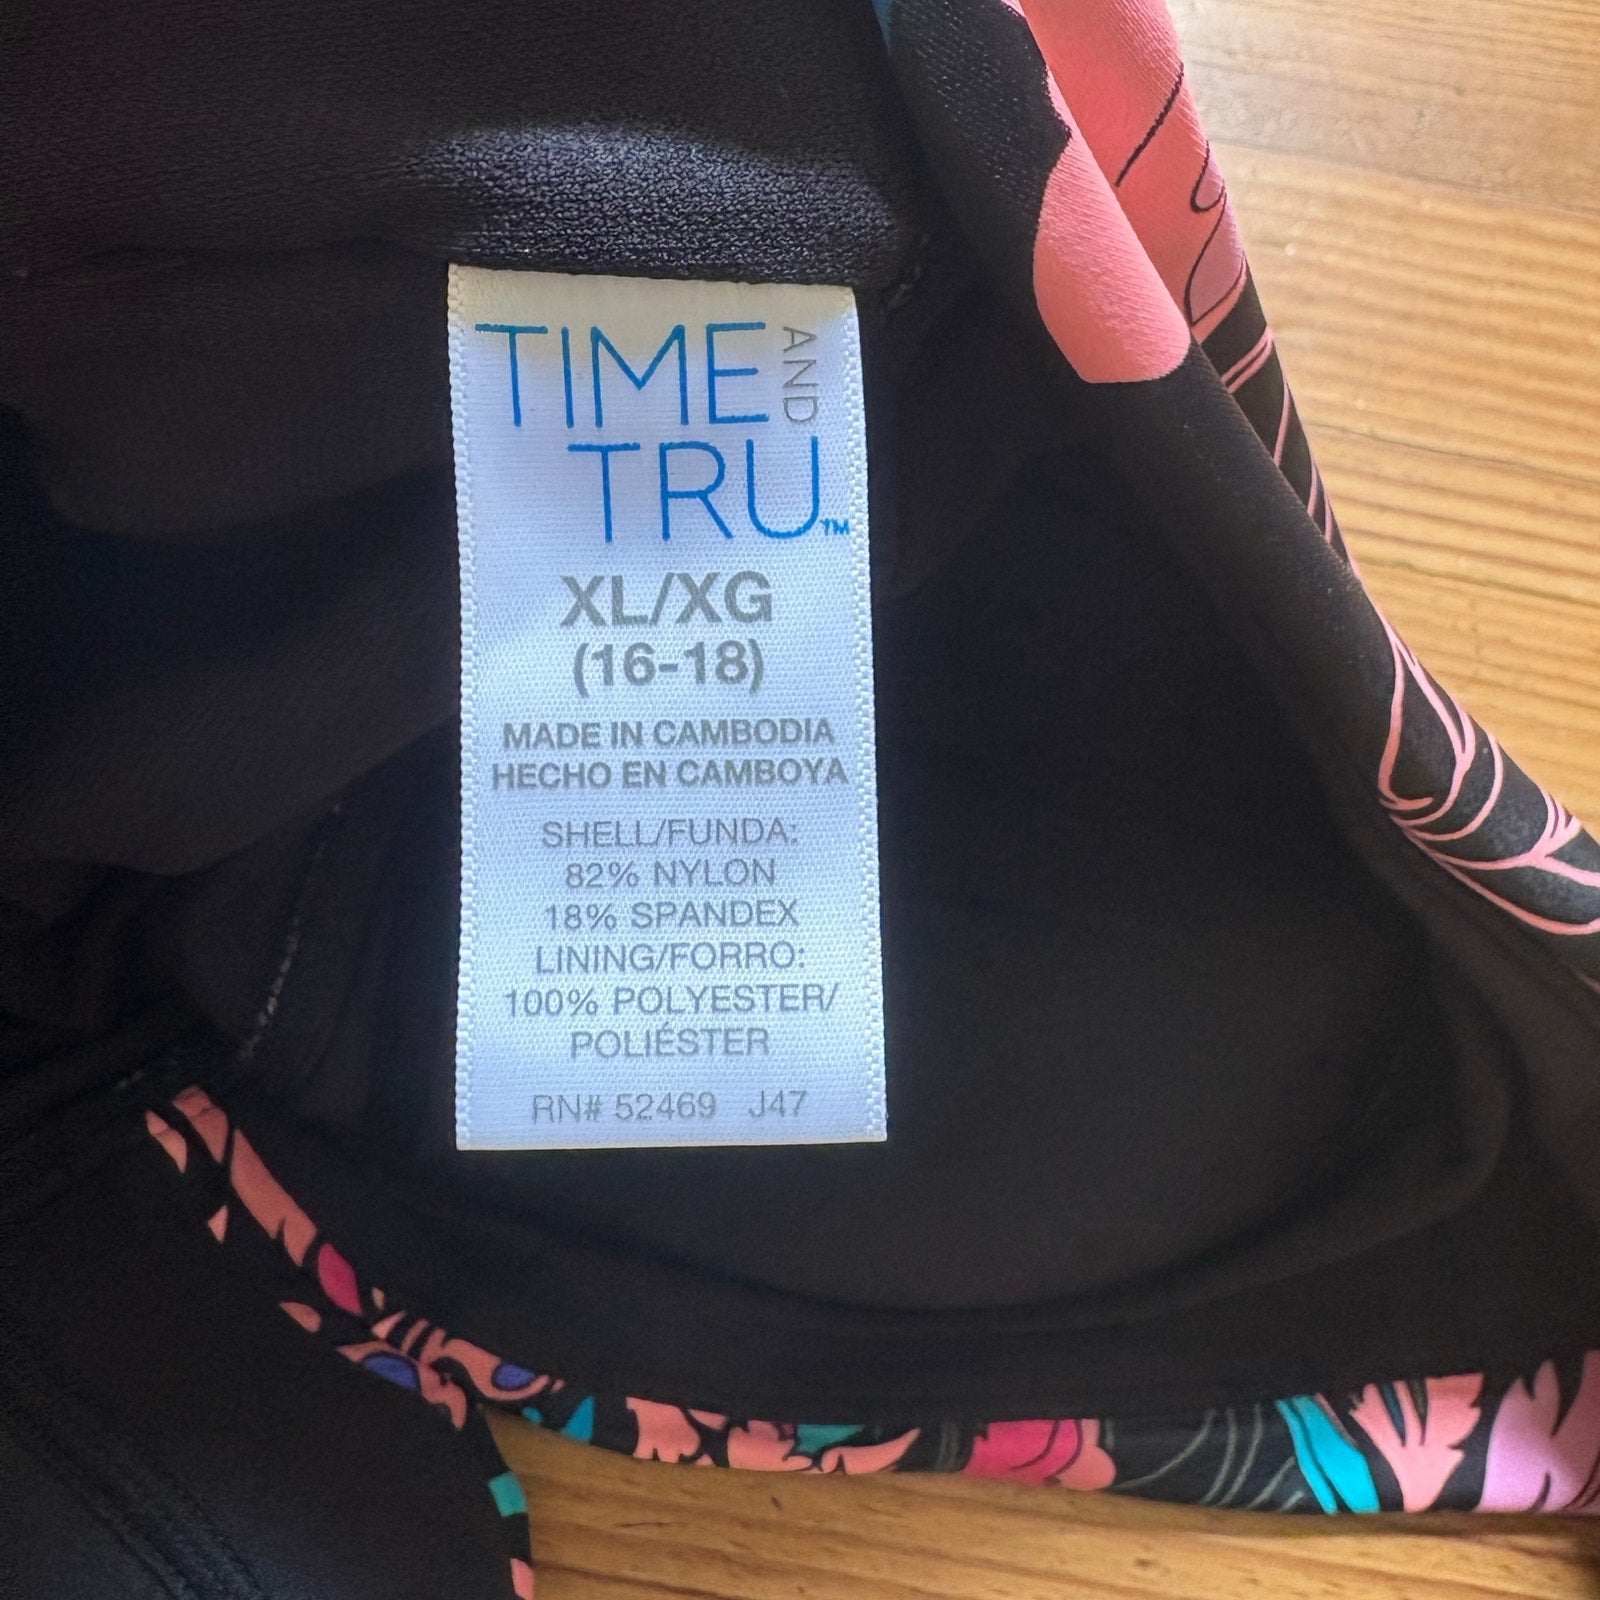 TIME AND
TRU™
XL/XG
(16-18)
MADE IN CAMBODIA
HECHO EN CAMBOYA
SHELL/FUNDA:
82% NYLON
18% SPANDEX
LINING/FORRO:
100% POLYESTER/
POLIÉSTER
RN# 52469 J47